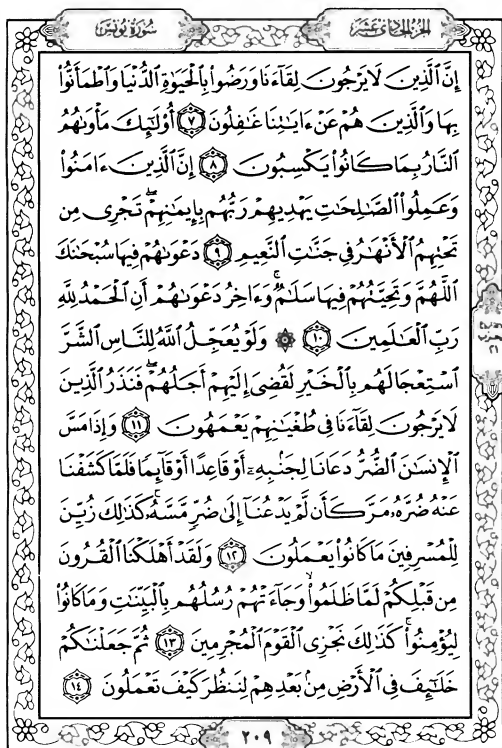 سُورَةُ يُونُسَ
الجزء الحادي عشر
إِنَّ ٱلَّذِينَ لَا يَرْجُونَ لِقَآءَنَا وَرَضُوا۟ بِٱلْحَيَوٰةِ ٱلدُّنْيَا وَٱطْمَأَنُّوا۟
بِهَا وَٱلَّذِينَ هُمْ عَنْ ءَايَـٰتِنَا غَـٰفِلُونَ ٧ أُو۟لَـٰٓئِكَ مَأْوَىٰهُمُ
ٱلنَّارُ بِمَا كَانُوا۟ يَكْسِبُونَ ٨ إِنَّ ٱلَّذِينَ ءَامَنُوا۟
وَعَمِلُوا۟ ٱلصَّـٰلِحَـٰتِ يَهْدِيهِمْ رَبُّهُم بِإِيمَـٰنِهِمْ ۖ تَجْرِى مِن
تَحْتِهِمُ ٱلْأَنْهَـٰرُ فِى جَنَّـٰتِ ٱلنَّعِيمِ ٩ دَعْوَىٰهُمْ فِيهَا سُبْحَـٰنَكَ
ٱللَّهُمَّ وَتَحِيَّتُهُمْ فِيهَا سَلَـٰمٌ ۚ وَءَاخِرُ دَعْوَىٰهُمْ أَنِ ٱلْحَمْدُ لِلَّهِ
رَبِّ ٱلْعَـٰلَمِينَ ١٠ ۞ وَلَوْ يُعَجِّلُ ٱللَّهُ لِلنَّاسِ ٱلشَّرَّ
ٱسْتِعْجَالَهُم بِٱلْخَيْرِ لَقُضِىَ إِلَيْهِمْ أَجَلُهُمْ ۖ فَنَذَرُ ٱلَّذِينَ
لَا يَرْجُونَ لِقَآءَنَا فِى طُغْيَـٰنِهِمْ يَعْمَهُونَ ١١ وَإِذَا مَسَّ
ٱلْإِنسَـٰنَ ٱلضُّرُّ دَعَانَا لِجَنۢبِهِۦٓ أَوْ قَاعِدًا أَوْ قَآئِمًا فَلَمَّا كَشَفْنَا
عَنْهُ ضُرَّهُۥ مَرَّ كَأَن لَّمْ يَدْعُنَآ إِلَىٰ ضُرٍّ مَّسَّهُۥ ۚ كَذَٰلِكَ زُيِّنَ
لِلْمُسْرِفِينَ مَا كَانُوا۟ يَعْمَلُونَ ١٢ وَلَقَدْ أَهْلَكْنَا ٱلْقُرُونَ
مِن قَبْلِكُمْ لَمَّا ظَلَمُوا۟ ۙ وَجَآءَتْهُمْ رُسُلُهُم بِٱلْبَيِّنَـٰتِ وَمَا كَانُوا۟
لِيُؤْمِنُوا۟ ۚ كَذَٰلِكَ نَجْزِى ٱلْقَوْمَ ٱلْمُجْرِمِينَ ١٣ ثُمَّ جَعَلْنَـٰكُمْ
خَلَـٰٓئِفَ فِى ٱلْأَرْضِ مِنۢ بَعْدِهِمْ لِنَنظُرَ كَيْفَ تَعْمَلُونَ ١٤
٢٠٩